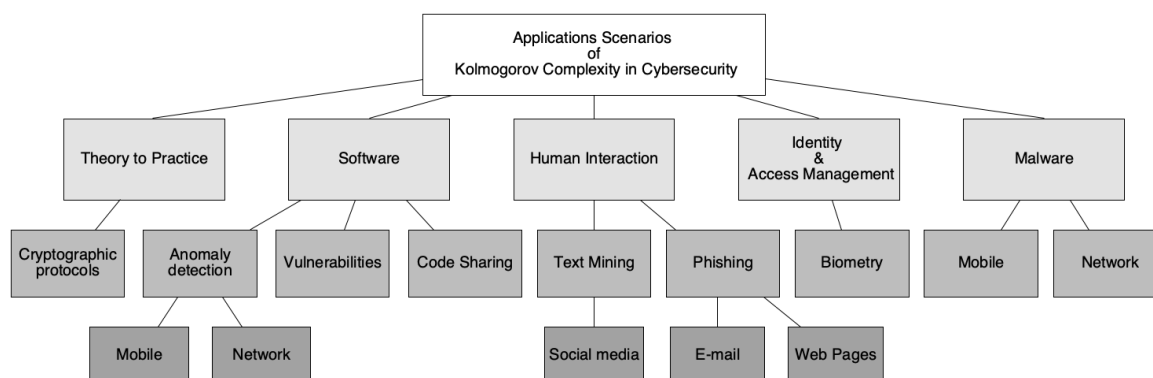 Applications Scenarios
of
Kolmogorov Complexity in Cybersecurity
Theory to Practice
Software
Human Interaction
Identity
&
Access Management
Malware
Cryptographic
protocols
Anomaly
detection
Vulnerabilities
Code Sharing
Text Mining
Phishing
Biometry
Mobile
Network
Mobile
Network
Social media
E-mail
Web Pages